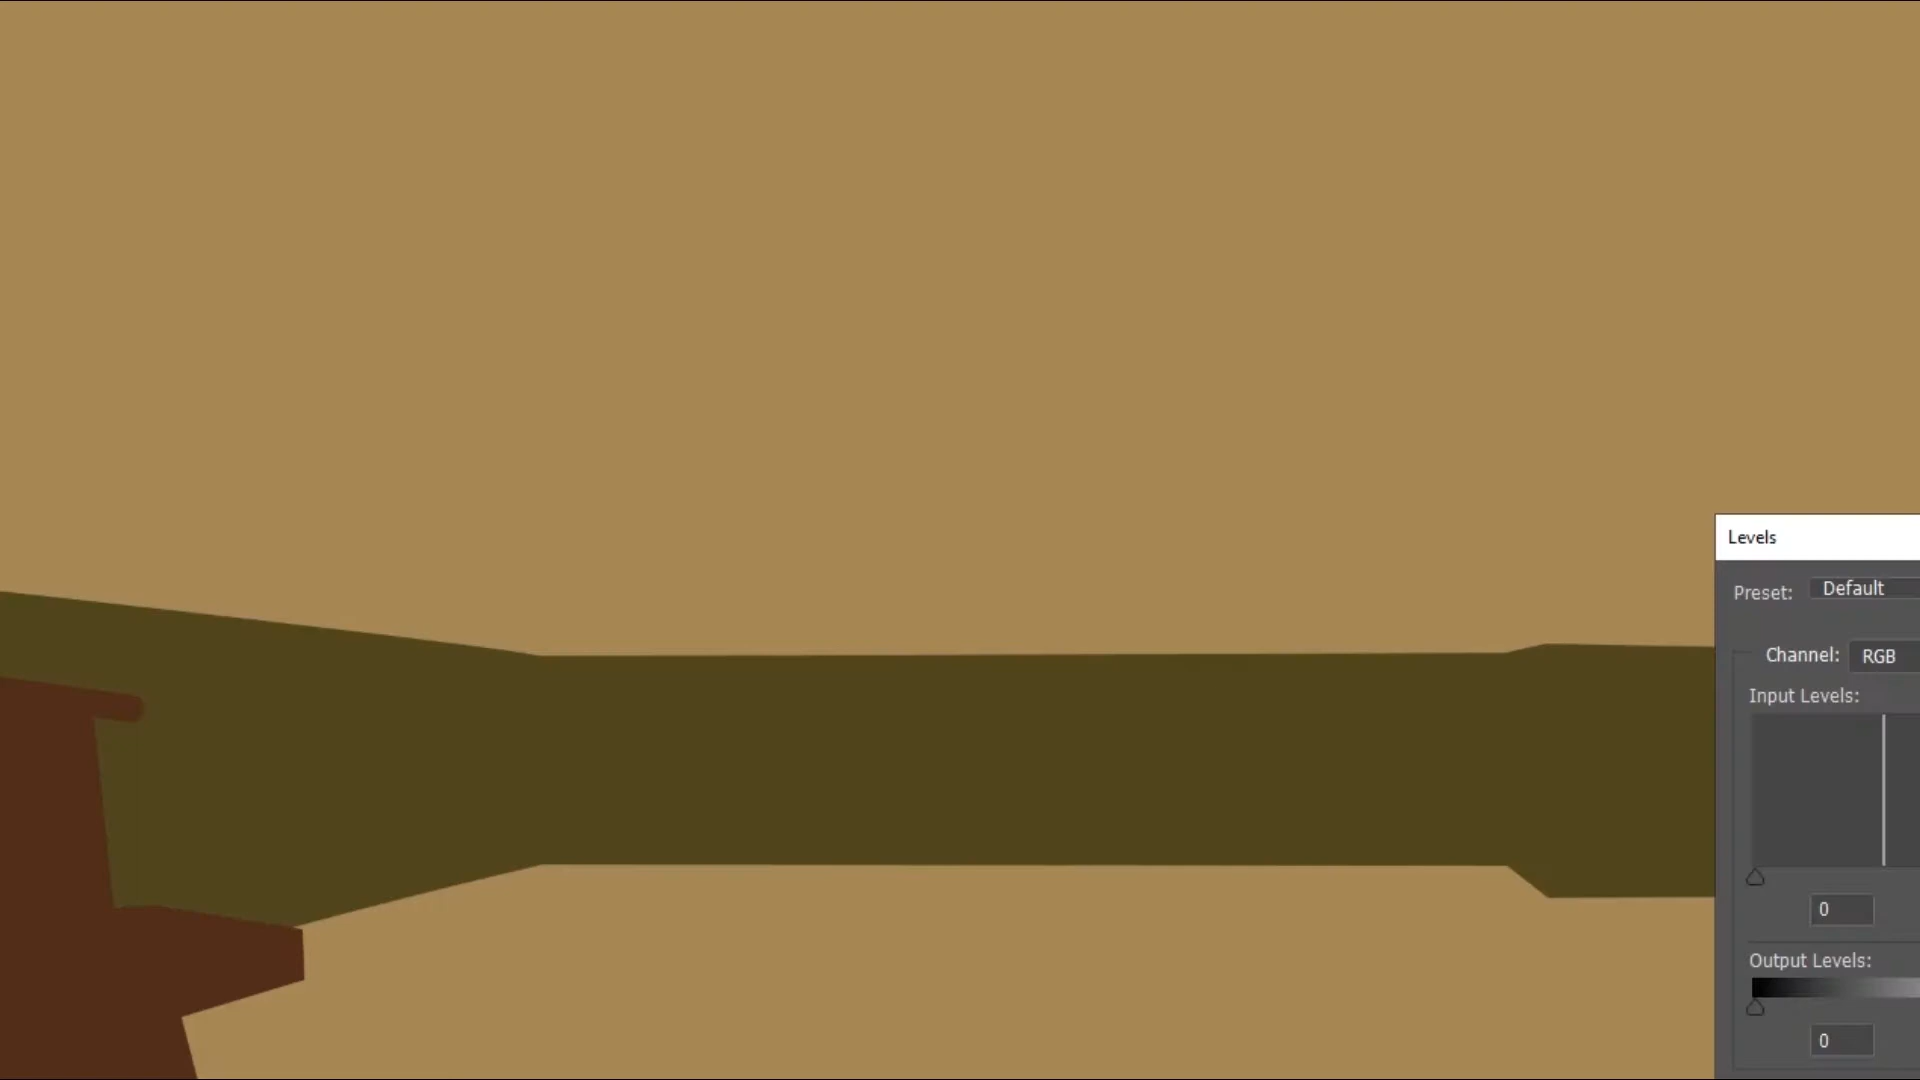 Levels
Preset: Default
Channel: RGB
Input Levels:
0
Output Levels:
0